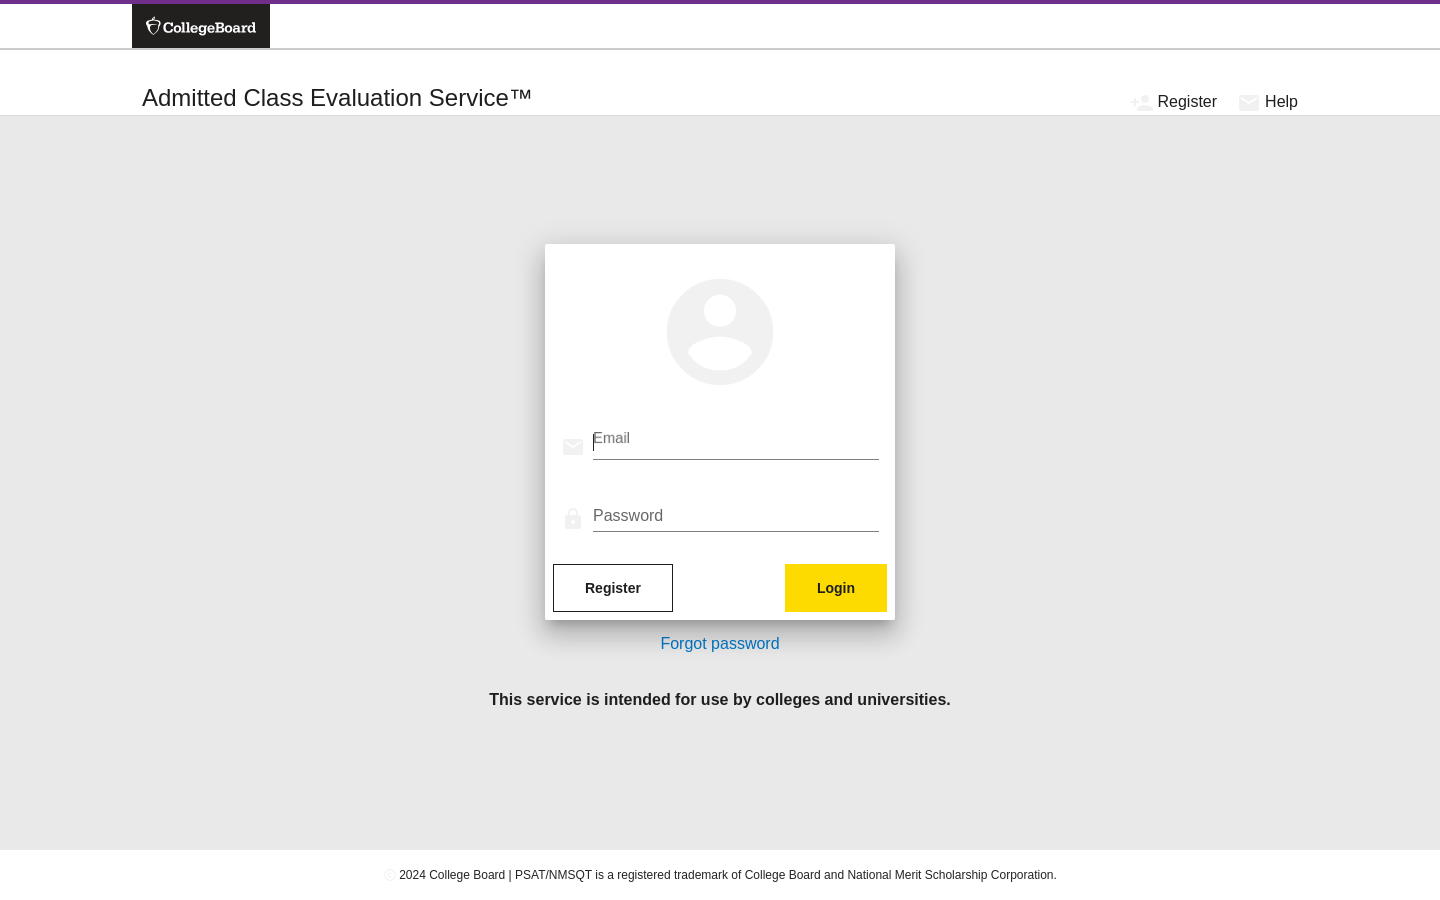 CollegeBoard
Admitted Class Evaluation Service™
Register
Help
Email
Password
Register
Login
Forgot password
This service is intended for use by colleges and universities.
© 2024 College Board | PSAT/NMSQT is a registered trademark of College Board and National Merit Scholarship Corporation.